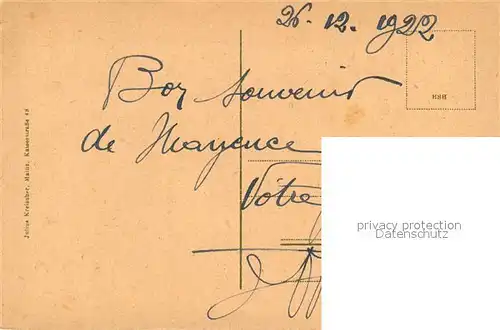 26. 12. 1922
Bon souvenir
de Mayence
Votre
privacy protection
Datenschutz